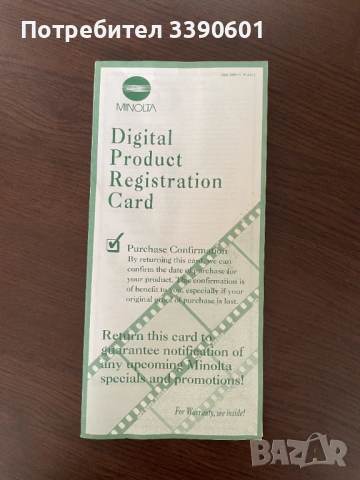 Потребител 3390601
MINOLTA
Digital
Product
Registration
Card
Purchase Confirmation
By returning this card, we can
confirm the date of purchase for
your product. This confirmation is
of benefit to you, especially if your
original proof of purchase is lost.
Return this card to
guarantee notification of
any upcoming Minolta
specials and promotions!
For Warranty, see inside!
BAZAR
bg